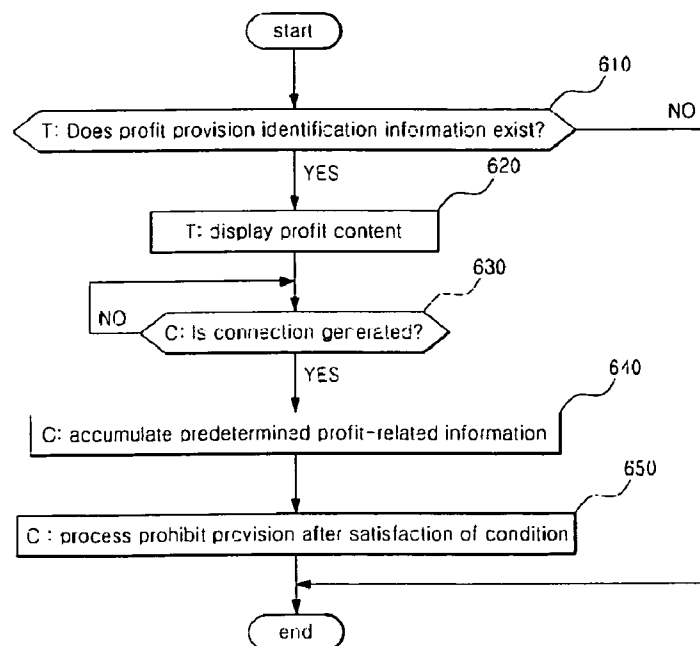 start
610
T: Does profit provision identification information exist?
NO
YES
620
T: display profit content
630
NO
C: Is connection generated?
YES
640
C: accumulate predetermined profit-related information
650
C : process prohibit provision after satisfaction of condition
end